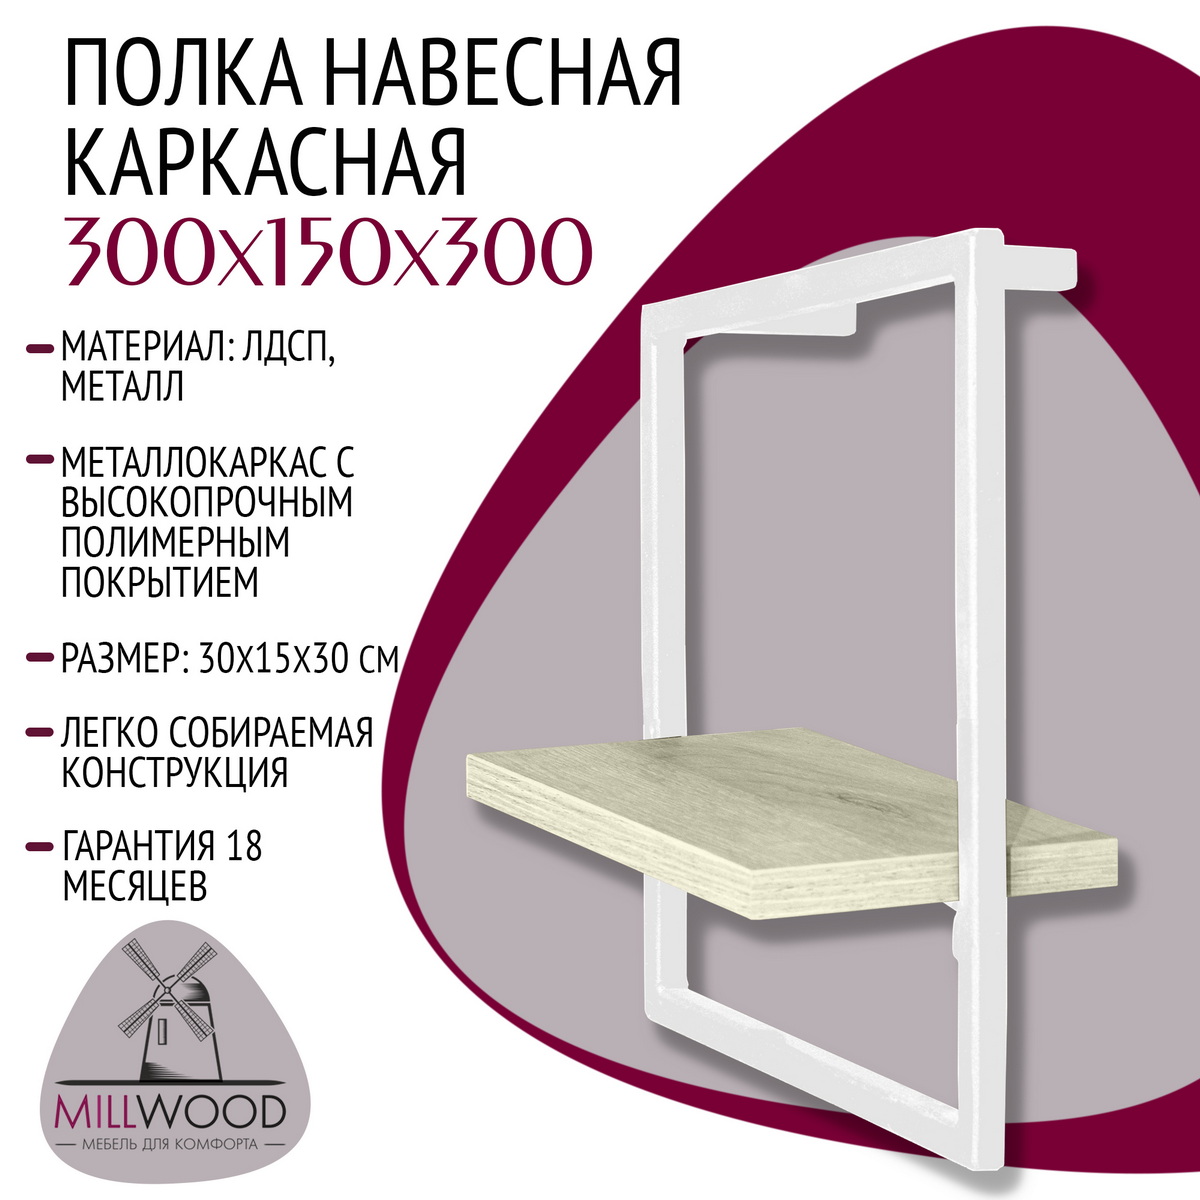 ПОЛКА НАВЕСНАЯ
КАРКАСНАЯ
300х150х300
МАТЕРИАЛ: ЛДСП,
МЕТАЛЛ
МЕТАЛЛОКАРКАС С
ВЫСОКОПРОЧНЫМ
ПОЛИМЕРНЫМ
ПОКРЫТИЕМ
РАЗМЕР: 30Х15Х30 СМ
ЛЕГКО СОБИРАЕМАЯ
КОНСТРУКЦИЯ
ГАРАНТИЯ 18
МЕСЯЦЕВ
MILLWOOD
МЕБЕЛЬ ДЛЯ КОМФОРТА